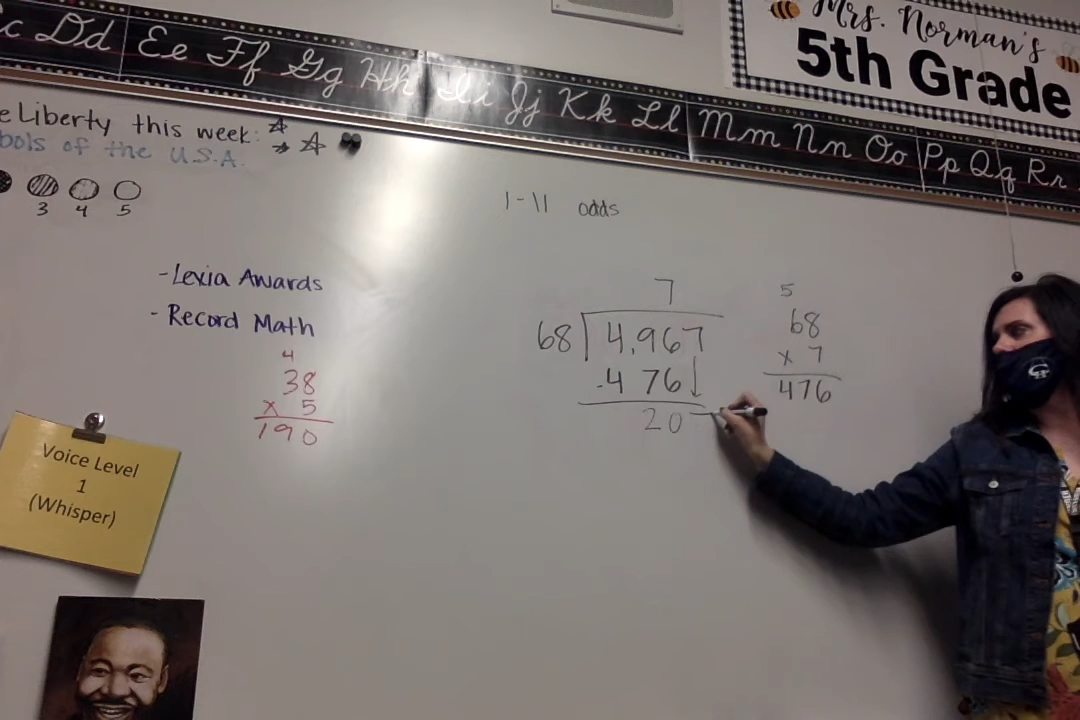 Mrs. Norman's
5th Grade
c Dd Ee Ff Gg Hh Ii Jj Kk Ll Mm Nn Oo Pp Qq Rr
e Liberty this week:
bols of the U.S.A.
3 4 5
1-11 odds
- Lexia Awards
- Record Math
4
38
x 5
190
7
68 4,967
- 4 76
20
5
68
x 7
476
Voice Level
1
(Whisper)